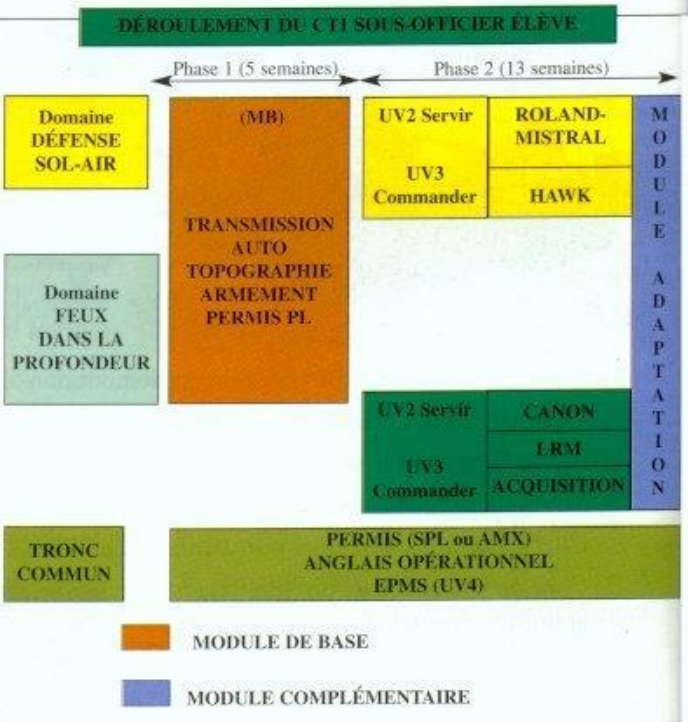 DÉROULEMENT DU CT1 SOUS-OFFICIER ÉLÈVE
Phase 1 (5 semaines)
Phase 2 (13 semaines)
Domaine
DÉFENSE
SOL-AIR
(MB)
TRANSMISSION
AUTO
TOPOGRAPHIE
ARMEMENT
PERMIS PL
UV2 Servir
UV3
Commander
ROLAND-
MISTRAL
HAWK
MODULE ADAPTATION
Domaine
FEUX
DANS LA
PROFONDEUR
UV2 Servir
UV3
Commander
CANON
LRM
ACQUISITION
TRONC
COMMUN
PERMIS (SPL ou AMX)
ANGLAIS OPÉRATIONNEL
EPMS (UV4)
MODULE DE BASE
MODULE COMPLÉMENTAIRE